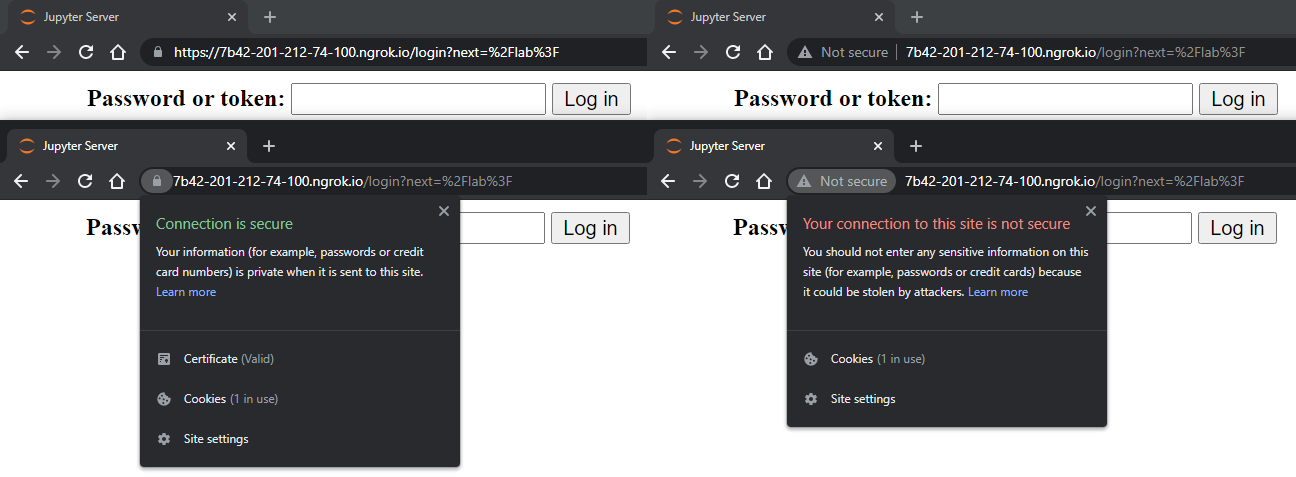 Jupyter Server
https://7b42-201-212-74-100.ngrok.io/login?next=%2Flab%3F
Password or token: Log in
Jupyter Server
Not secure 7b42-201-212-74-100.ngrok.io/login?next=%2Flab%3F
Password or token: Log in
Jupyter Server
7b42-201-212-74-100.ngrok.io/login?next=%2Flab%3F
Passw Log in
Connection is secure
Your information (for example, passwords or credit
card numbers) is private when it is sent to this site.
Learn more
Certificate (Valid)
Cookies (1 in use)
Site settings
Jupyter Server
Not secure 7b42-201-212-74-100.ngrok.io/login?next=%2Flab%3F
Passw Log in
Your connection to this site is not secure
You should not enter any sensitive information on this
site (for example, passwords or credit cards) because
it could be stolen by attackers. Learn more
Cookies (1 in use)
Site settings